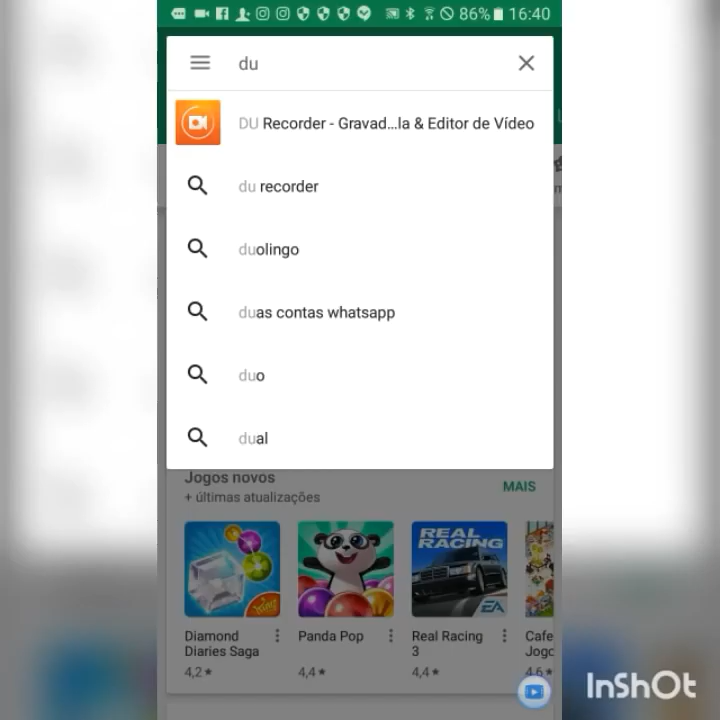 86% 16:40
du
DU Recorder - Gravad...la & Editor de Vídeo
du recorder
duolingo
duas contas whatsapp
duo
dual
Jogos novos
+ últimas atualizações
MAIS
REAL RACING
EA
Diamond Diaries Saga
Panda Pop
Real Racing 3
Cafe
Jogo
4,2★
4,4★
4,4★
4,6★
InShOt